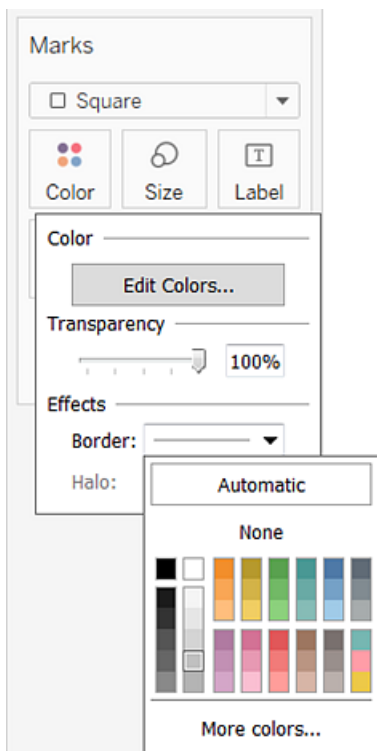 Marks
Square
Color Size Label
Color
Edit Colors...
Transparency
100%
Effects
Border:
Halo:
Automatic
None
More colors...